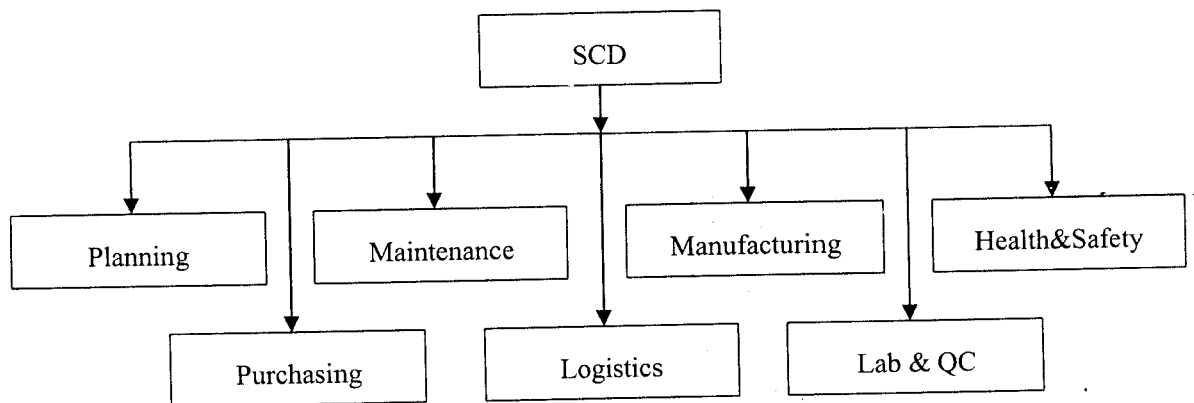 SCD
Planning
Maintenance
Manufacturing
Health&Safety
Purchasing
Logistics
Lab & QC